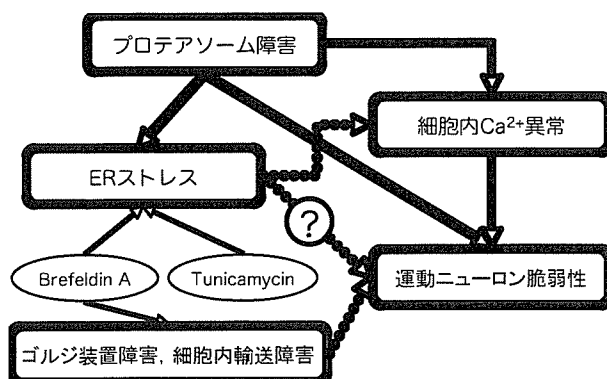 プロテアソーム障害
細胞内Ca²⁺異常
ERストレス
?
Brefeldin A
Tunicamycin
運動ニューロン脆弱性
ゴルジ装置障害, 細胞内輸送障害